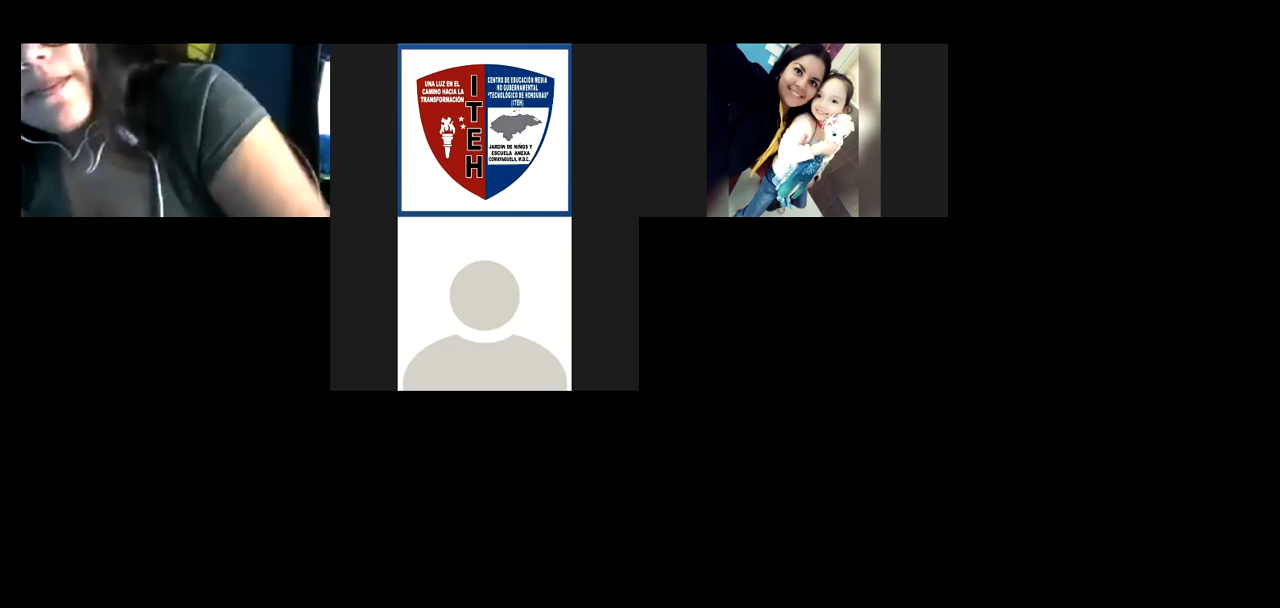 UNA LUZ EN EL
CAMINO HACIA LA
TRANSFORMACIÓN
ITEH
CENTRO DE EDUCACIÓN MEDIA
NO GUBERNAMENTAL
"TECNOLÓGICO DE HONDURAS"
(ITEH)
JARDIN DE NIÑOS Y
ESCUELA ANEXA
COMAYAGUELA, M.D.C.,